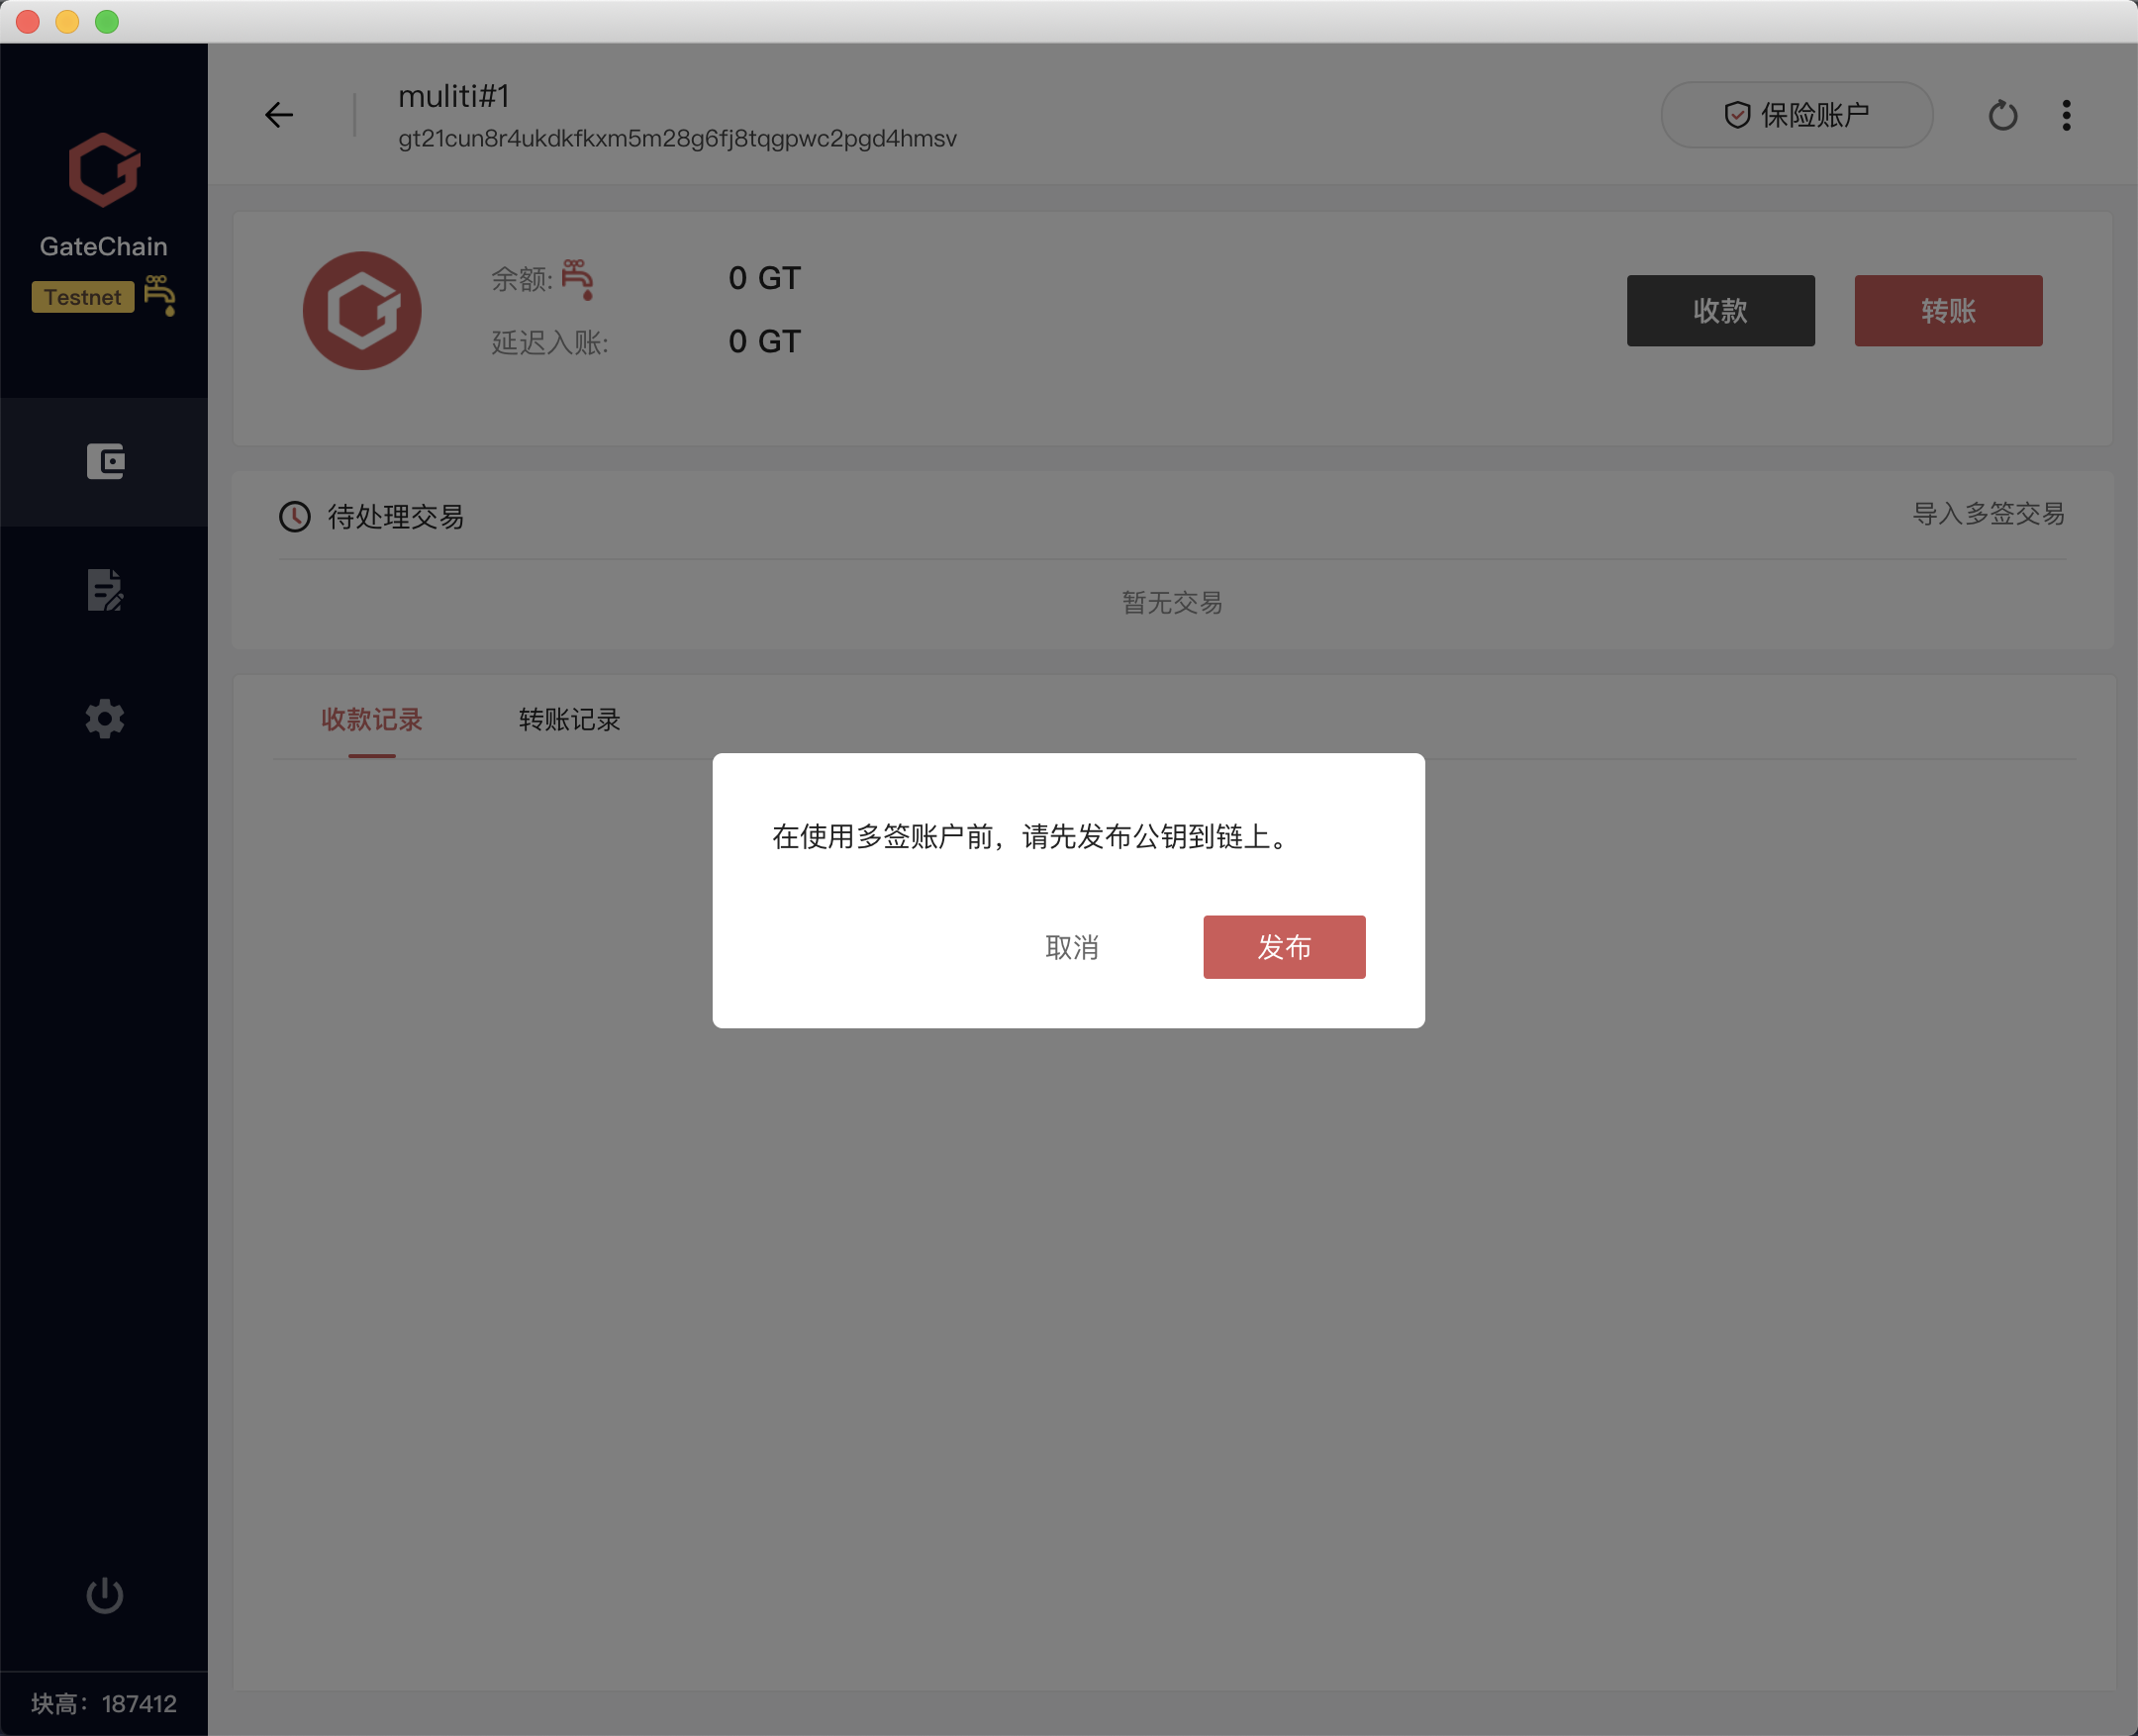 GateChain
Testnet
块高：187412
muliti#1
gt21cun8r4ukdkfkxm5m28g6fj8tqgpwc2pgd4hmsv
保险账户
余额:
0 GT
延迟入账:
0 GT
收款
转账
待处理交易
导入多签交易
暂无交易
收款记录
转账记录
在使用多签账户前，请先发布公钥到链上。
取消
发布